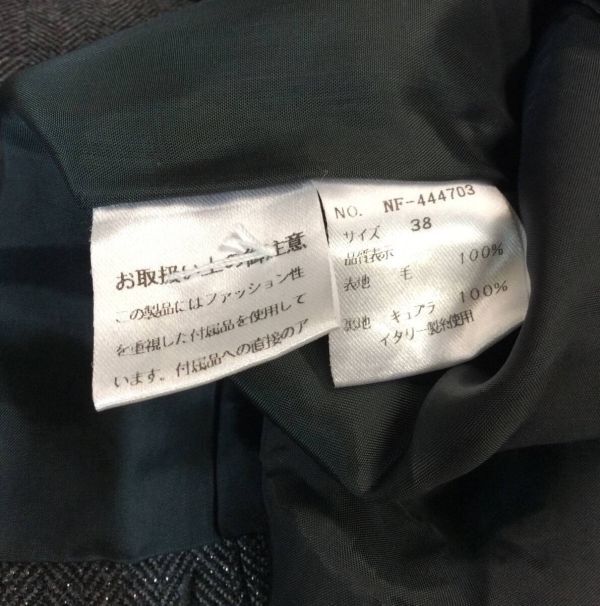 お取扱い上の御注意
この製品にはファッション性
を重視した付属品を使用して
います。付属品への直接のア
NO. NF-444703
サイズ 38
品質表示
表地 毛 100%
裏地 キュプラ 100%
イタリー製糸使用